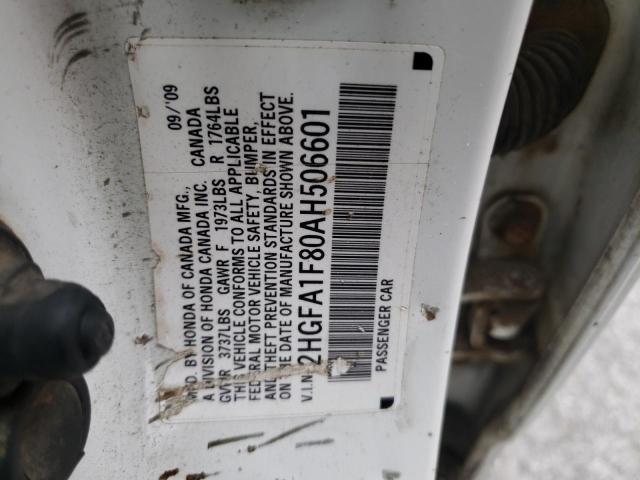 MFD. BY HONDA OF CANADA MFG., 09/'09
A DIVISION OF HONDA CANADA INC. CANADA
GVWR 3737LBS GAWR F 1973LBS R 1764LBS
THIS VEHICLE CONFORMS TO ALL APPLICABLE
FEDERAL MOTOR VEHICLE SAFETY, BUMPER,
AND THEFT PREVENTION STANDARDS IN EFFECT
ON THE DATE OF MANUFACTURE SHOWN ABOVE.
V.I.N. 2HGFA1F80AH506601
PASSENGER CAR